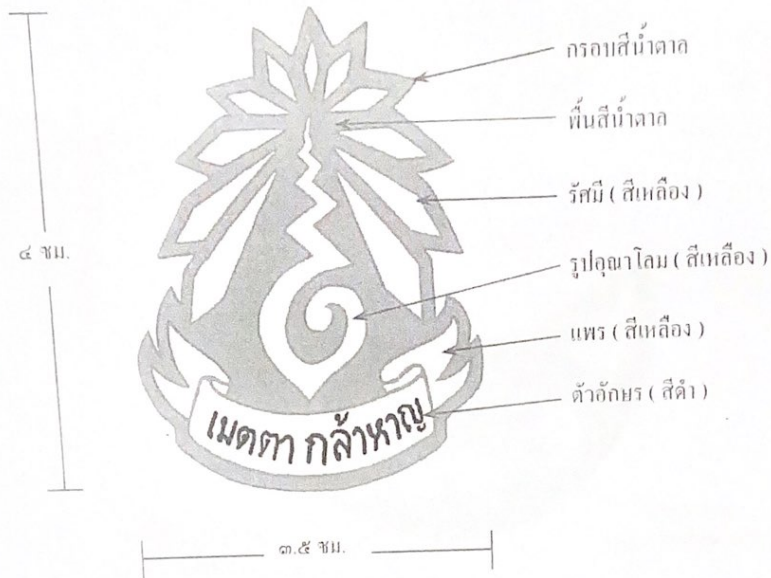 กรอบสีน้ำตาล
พื้นสีน้ำตาล
รัศมี ( สีเหลือง )
๔ ซม.
รูปอุณาโลม ( สีเหลือง )
แพร ( สีเหลือง )
ตัวอักษร ( สีดำ )
เมตตา กล้าหาญ
๓.๕ ซม.